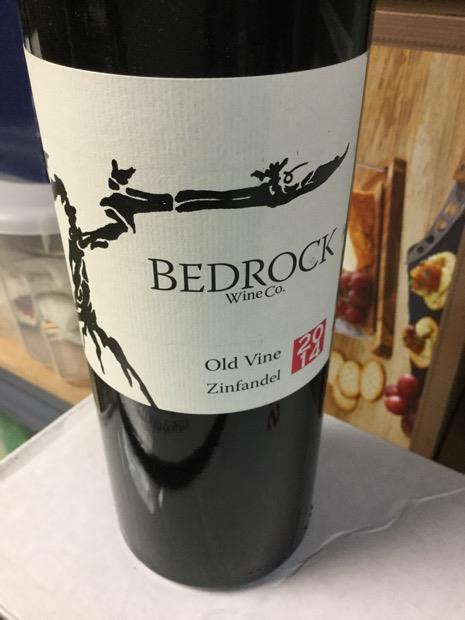 BEDROCK
Wine Co.
Old Vine
Zinfandel
20
14